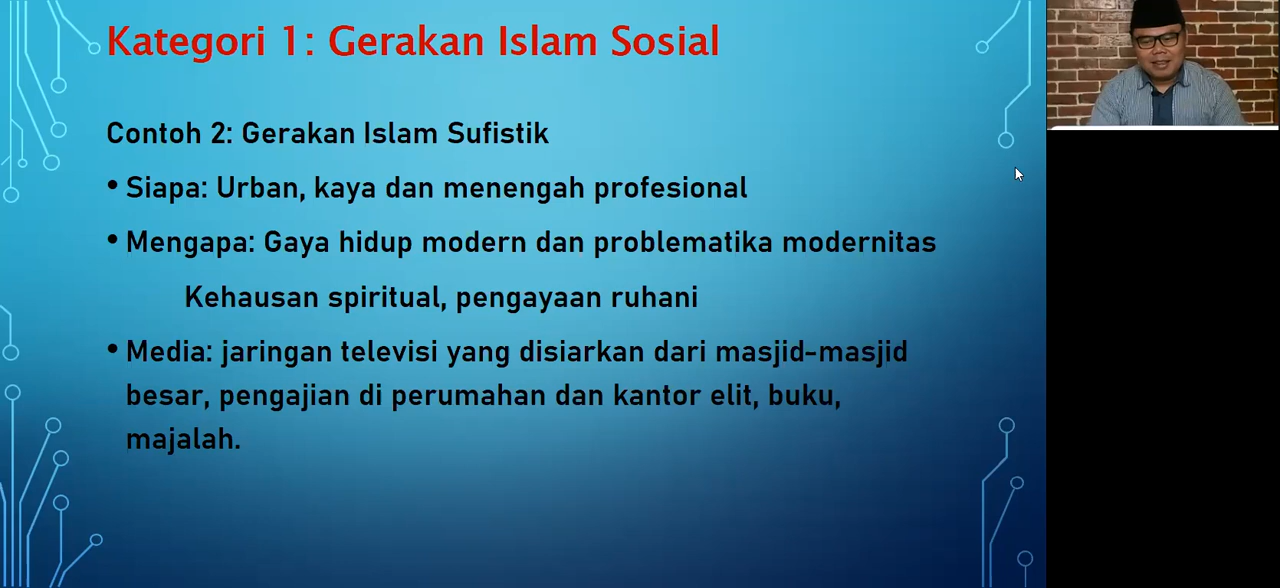 Kategori 1: Gerakan Islam Sosial
Contoh 2: Gerakan Islam Sufistik
• Siapa: Urban, kaya dan menengah profesional
• Mengapa: Gaya hidup modern dan problematika modernitas
Kehausan spiritual, pengayaan ruhani
• Media: jaringan televisi yang disiarkan dari masjid-masjid
besar, pengajian di perumahan dan kantor elit, buku,
majalah.